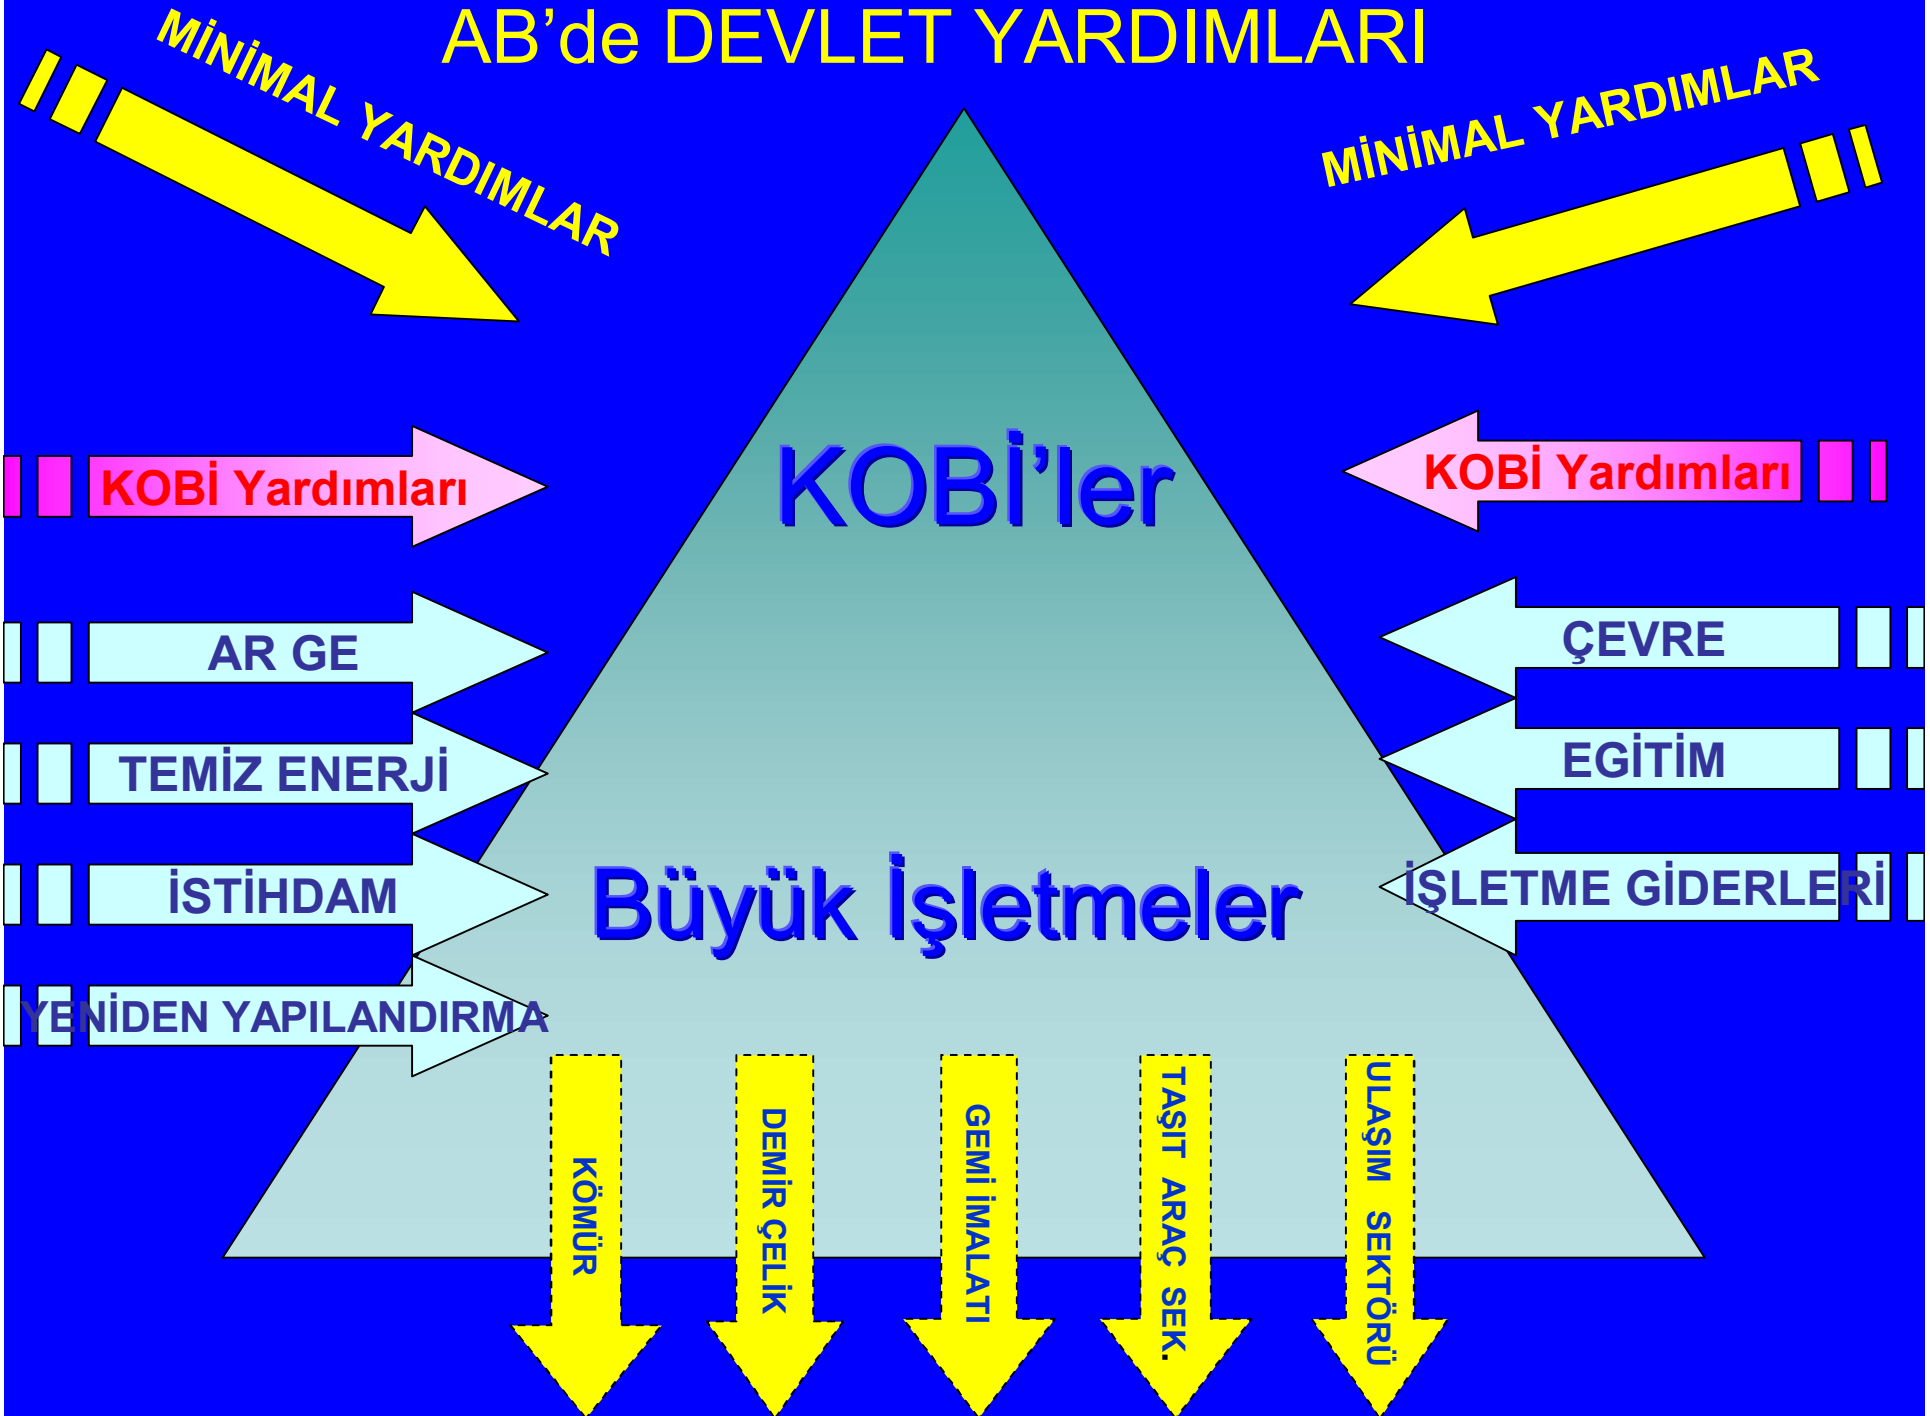 AB’de DEVLET YARDIMLARI
MİNİMAL YARDIMLAR
MİNİMAL YARDIMLAR
KOBİ Yardımları
KOBİ’ler
KOBİ Yardımları
AR GE
ÇEVRE
TEMİZ ENERJİ
EGİTİM
İSTİHDAM
Büyük İşletmeler
İŞLETME GİDERLERİ
YENİDEN YAPILANDIRMA
KÖMÜR
DEMİR ÇELİK
GEMİ İMALATI
TAŞIT ARAÇ SEK.
ULAŞIM SEKTÖRÜ